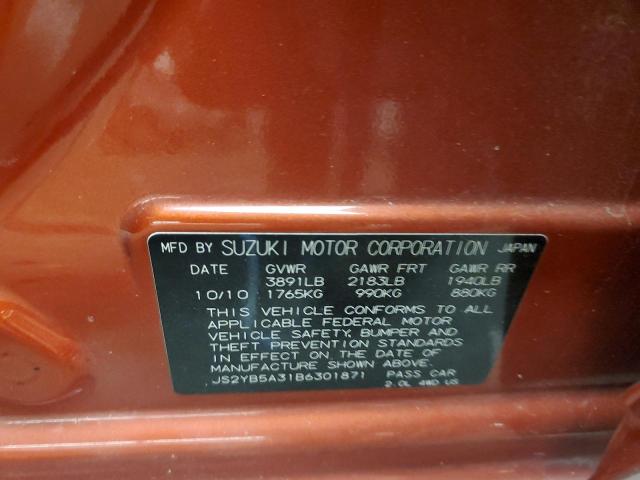 MFD BY SUZUKI MOTOR CORPORATION JAPAN
DATE GVWR GAWR FRT GAWR RR
3891LB 2183LB 1940LB
10/10 1765KG 990KG 880KG
THIS VEHICLE CONFORMS TO ALL
APPLICABLE FEDERAL MOTOR
VEHICLE SAFETY, BUMPER AND
THEFT PREVENTION STANDARDS
IN EFFECT ON THE DATE OF
MANUFACTURE SHOWN ABOVE.
JS2YB5A31B6301871 PASS CAR
2.0L 4WD US